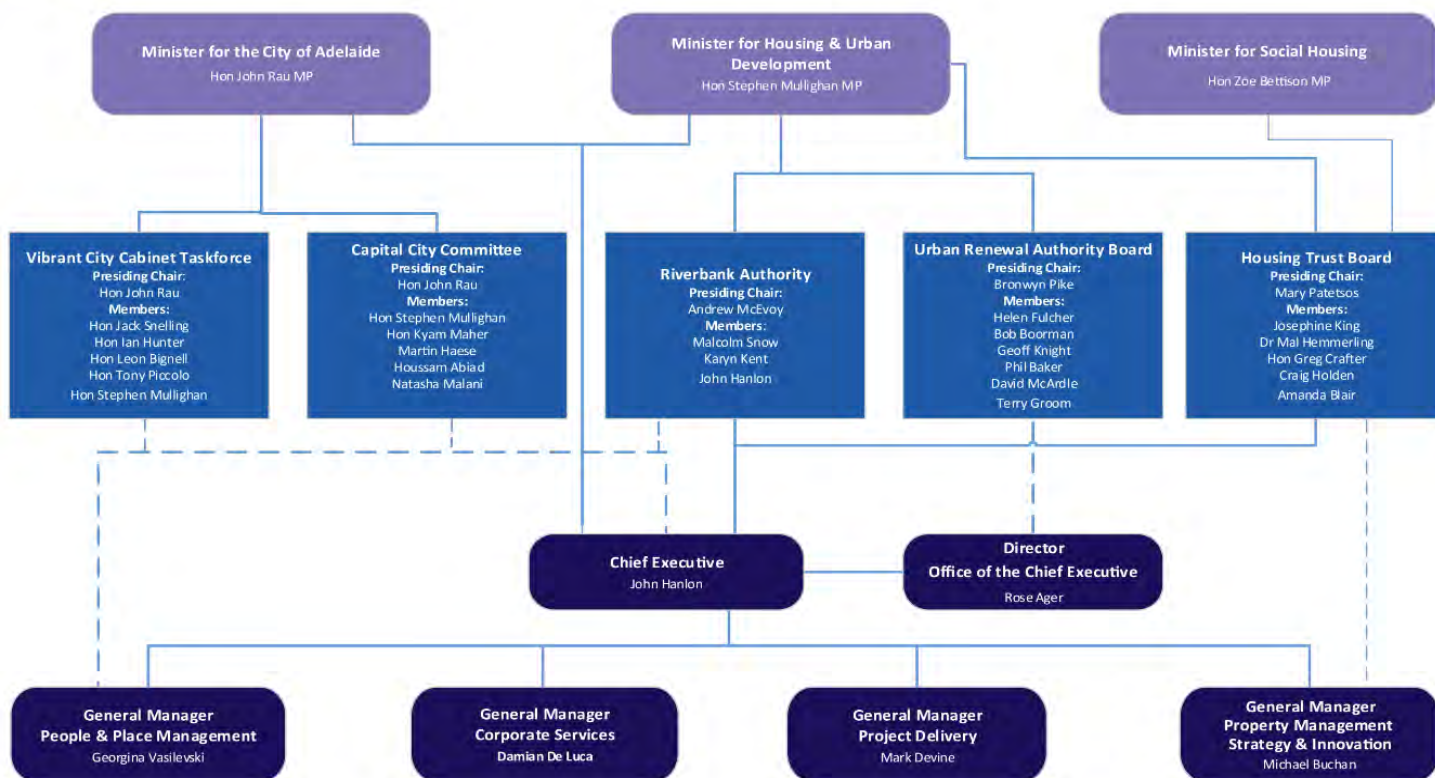 Minister for the City of Adelaide
Hon John Rau MP
Minister for Housing & Urban
Development
Hon Stephen Mullighan MP
Minister for Social Housing
Hon Zoe Bettison MP
Vibrant City Cabinet Taskforce
Presiding Chair:
Hon John Rau
Members:
Hon Jack Snelling
Hon Ian Hunter
Hon Leon Bignell
Hon Tony Piccolo
Hon Stephen Mullighan
Capital City Committee
Presiding Chair:
Hon John Rau
Members:
Hon Stephen Mullighan
Hon Kyam Maher
Martin Haese
Houssam Abiad
Natasha Malani
Riverbank Authority
Presiding Chair:
Andrew McEvoy
Members:
Malcolm Snow
Karyn Kent
John Hanlon
Urban Renewal Authority Board
Presiding Chair:
Bronwyn Pike
Members:
Helen Fulcher
Bob Boorman
Geoff Knight
Phil Baker
David McArdle
Terry Groom
Housing Trust Board
Presiding Chair:
Mary Patetsos
Members:
Josephine King
Dr Mal Hemmerling
Hon Greg Crafter
Craig Holden
Amanda Blair
Chief Executive
John Hanlon
Director
Office of the Chief Executive
Rose Ager
General Manager
People & Place Management
Georgina Vasilevski
General Manager
Corporate Services
Damian De Luca
General Manager
Project Delivery
Mark Devine
General Manager
Property Management
Strategy & Innovation
Michael Buchan